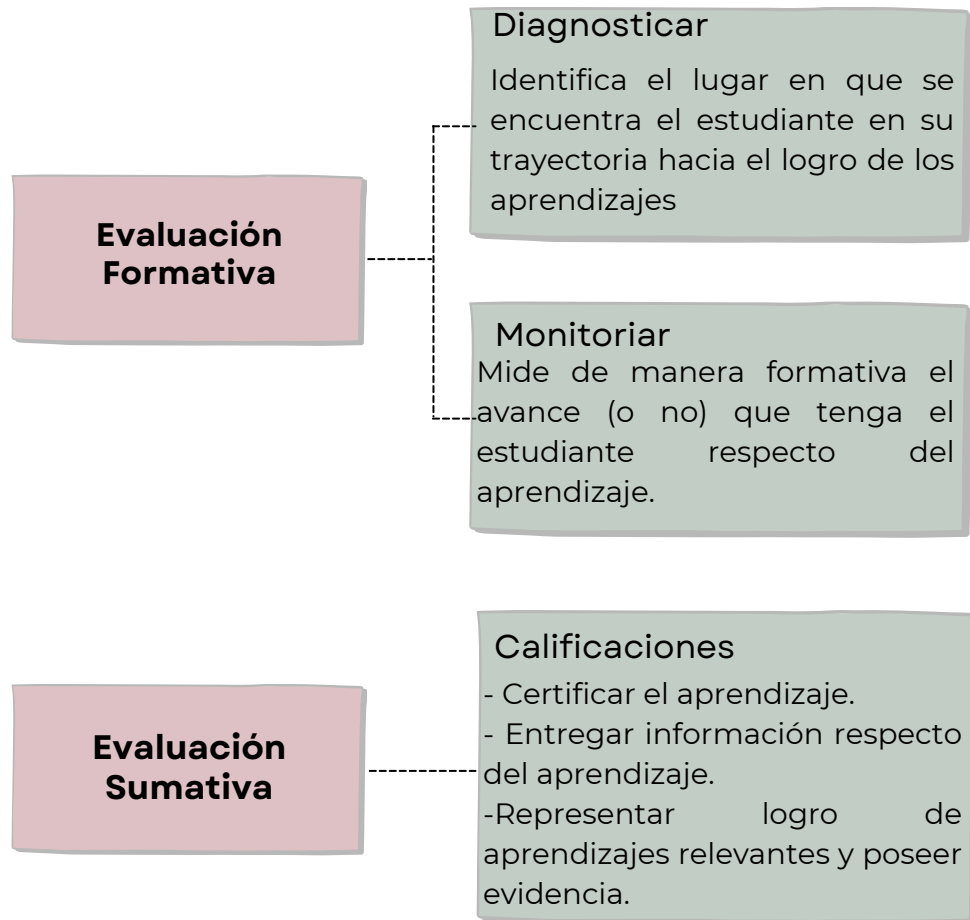 Diagnosticar
Identifica el lugar en que se
encuentra el estudiante en su
trayectoria hacia el logro de los
aprendizajes
Evaluación
Formativa
Monitoriar
Mide de manera formativa el
avance (o no) que tenga el
estudiante respecto del
aprendizaje.
Calificaciones
- Certificar el aprendizaje.
- Entregar información respecto
del aprendizaje.
-Representar logro de
aprendizajes relevantes y poseer
evidencia.
Evaluación
Sumativa